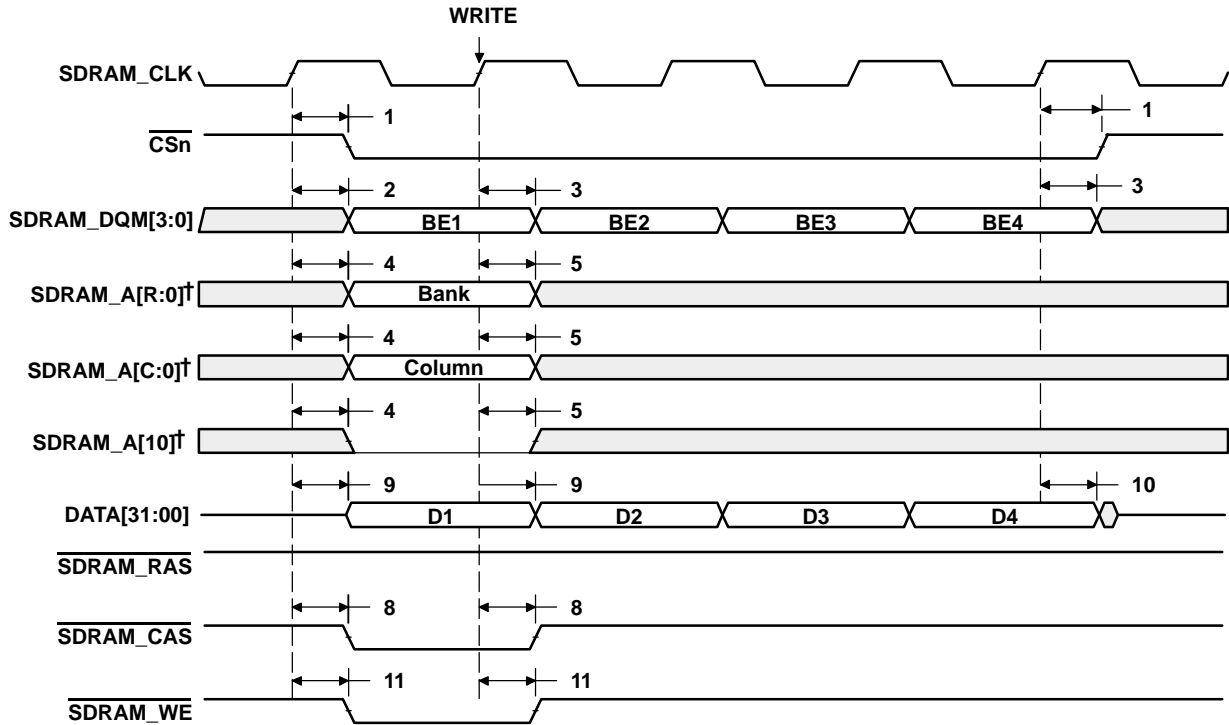 WRITE
SDRAM_CLK
1 1
CSn
2 3 3
SDRAM_DQM[3:0] BE1 BE2 BE3 BE4
4 5
SDRAM_A[R:0]† Bank
4 5
SDRAM_A[C:0]† Column
4 5
SDRAM_A[10]†
9 9 10
DATA[31:00] D1 D2 D3 D4
SDRAM_RAS
8 8
SDRAM_CAS
11 11
SDRAM_WE